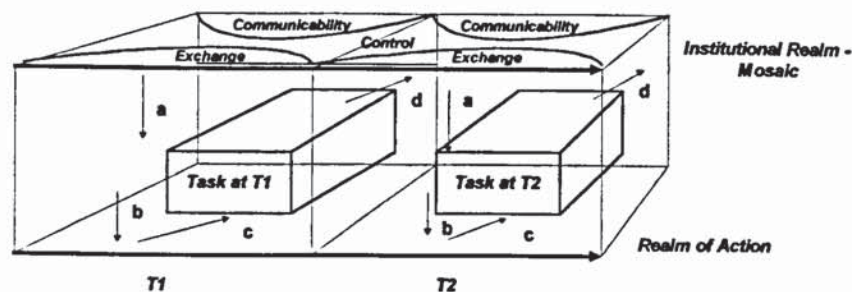 Communicability
Communicability
Control
Exchange
Exchange
Institutional Realm -
Mosaic
a
d
a
d
Task at T1
Task at T2
b
c
b
c
Realm of Action
T1
T2